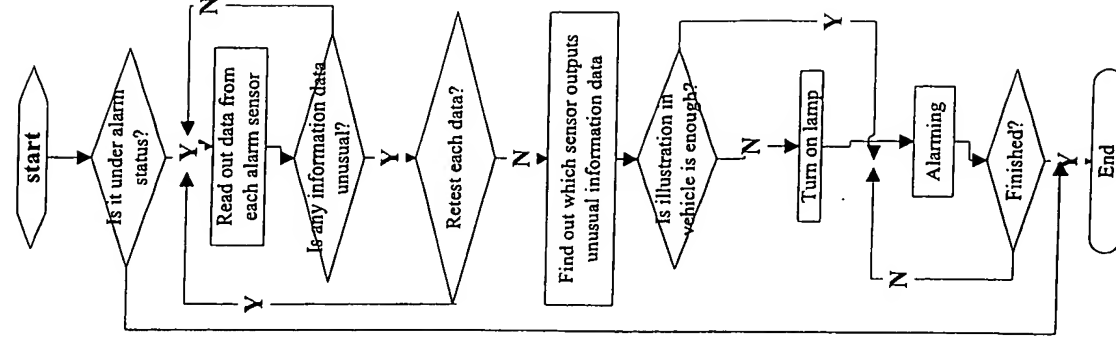 start
Is it under alarm
status?
Y
N
Read out data from
each alarm sensor
Is any information data
unusual?
Y
Y
Retest each data?
N
Find out which sensor outputs
unusual information data
Is illustration in
vehicle is enough?
Y
N
Turn on lamp
Alarming
N
Finished?
Y
End